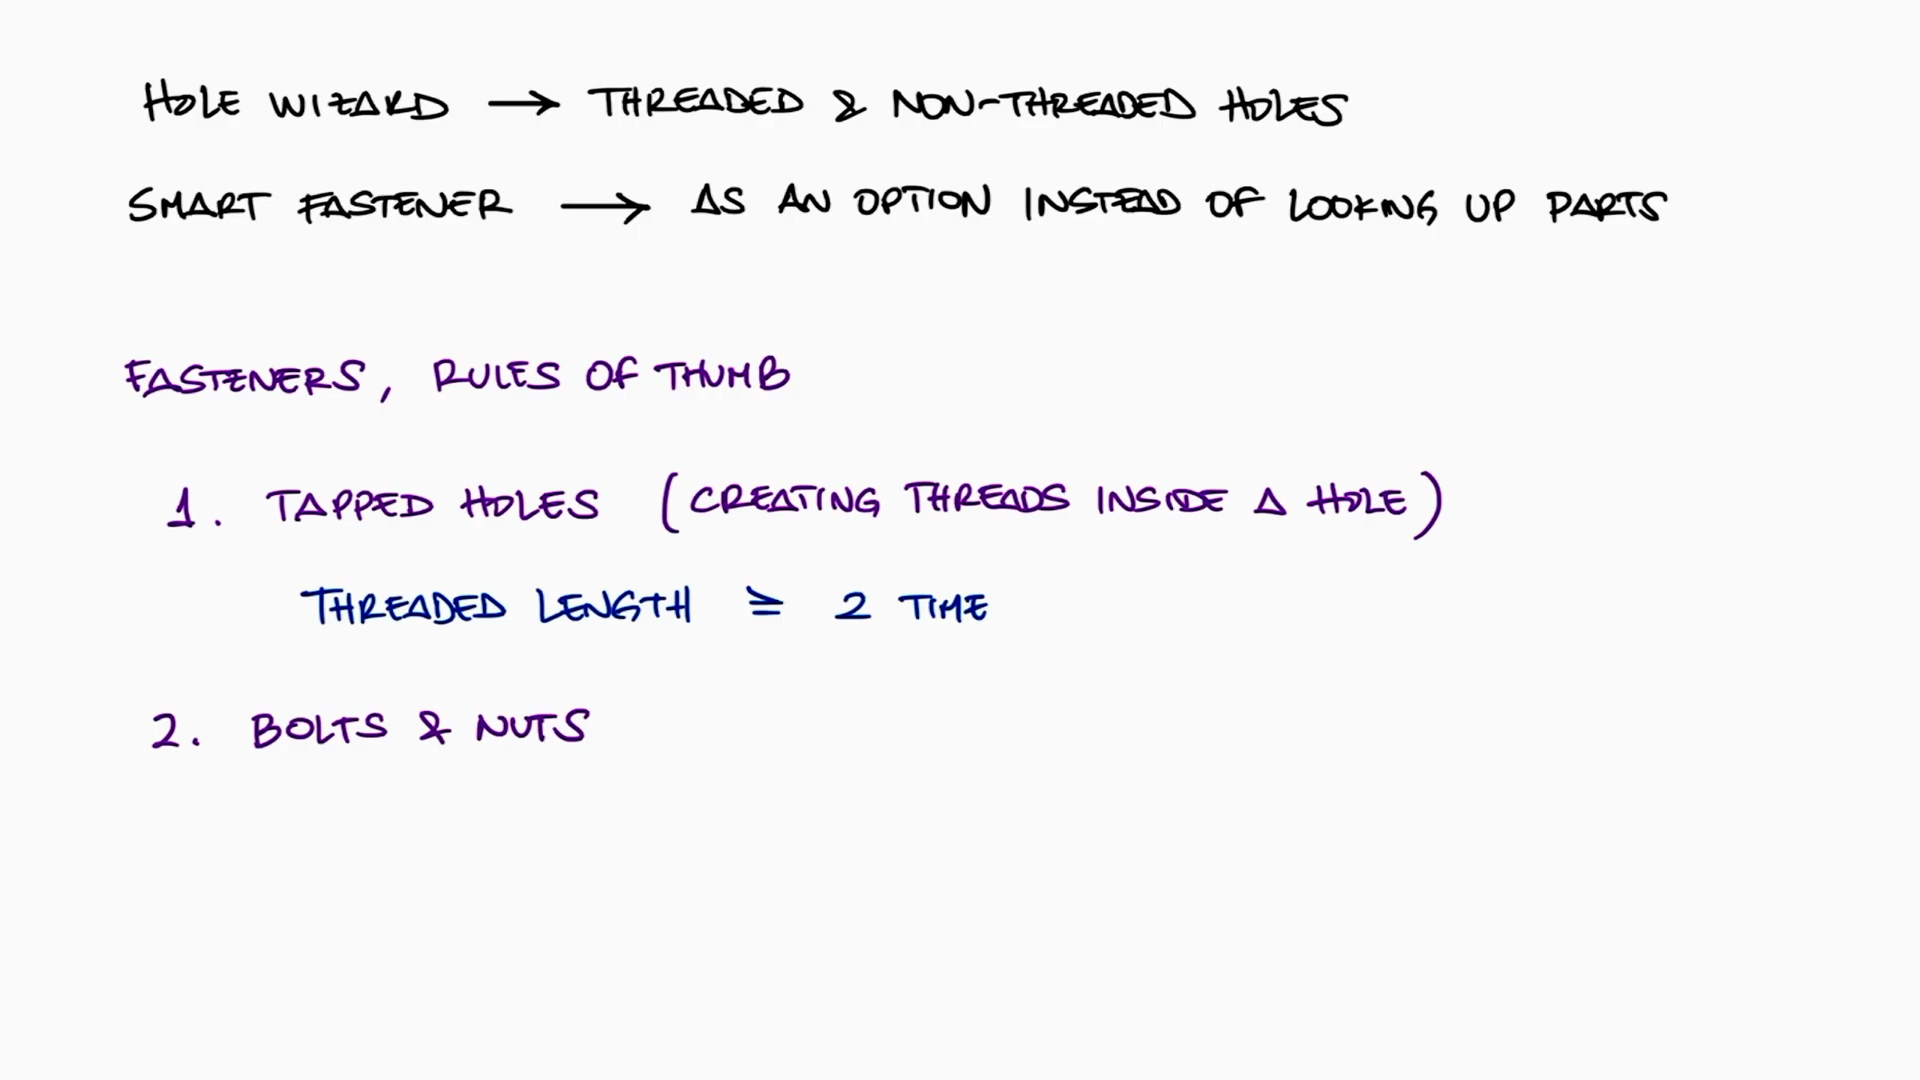 HOLE WIZARD → THREADED & NON-THREADED HOLES
SMART FASTENER → AS AN OPTION INSTEAD OF LOOKING UP PARTS
FASTENERS, RULES OF THUMB
1. TAPPED HOLES (CREATING THREADS INSIDE A HOLE)
THREADED LENGTH ≥ 2 TIME
2. BOLTS & NUTS